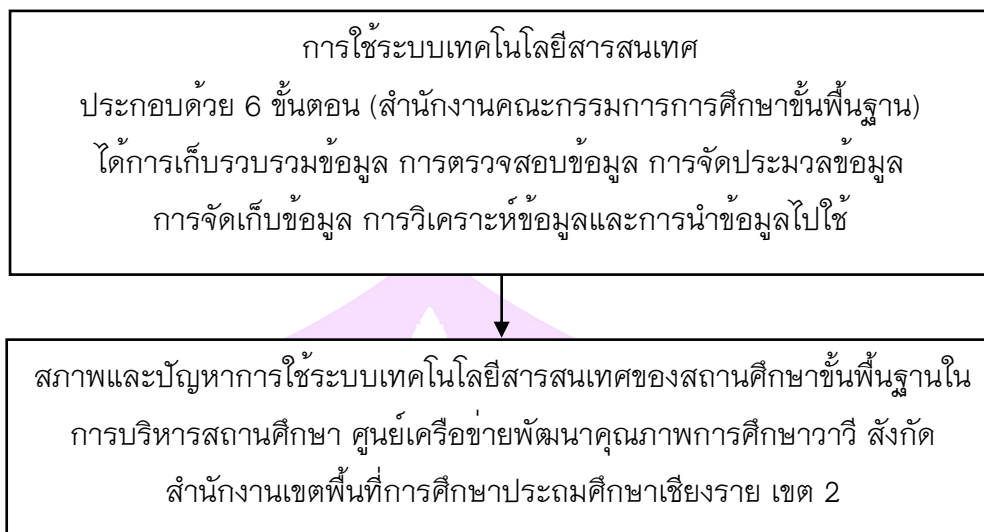 การใช้ระบบเทคโนโลยีสารสนเทศ
ประกอบด้วย 6 ขั้นตอน (สำนักงานคณะกรรมการการศึกษาขั้นพื้นฐาน)
ได้การเก็บรวบรวมข้อมูล การตรวจสอบข้อมูล การจัดประมวลข้อมูล
การจัดเก็บข้อมูล การวิเคราะห์ข้อมูลและการนำข้อมูลไปใช้
สภาพและปัญหาการใช้ระบบเทคโนโลยีสารสนเทศของสถานศึกษาขั้นพื้นฐานใน
การบริหารสถานศึกษา ศูนย์เครือข่ายพัฒนาคุณภาพการศึกษาวาวี สังกัด
สำนักงานเขตพื้นที่การศึกษาประถมศึกษาเชียงราย เขต 2